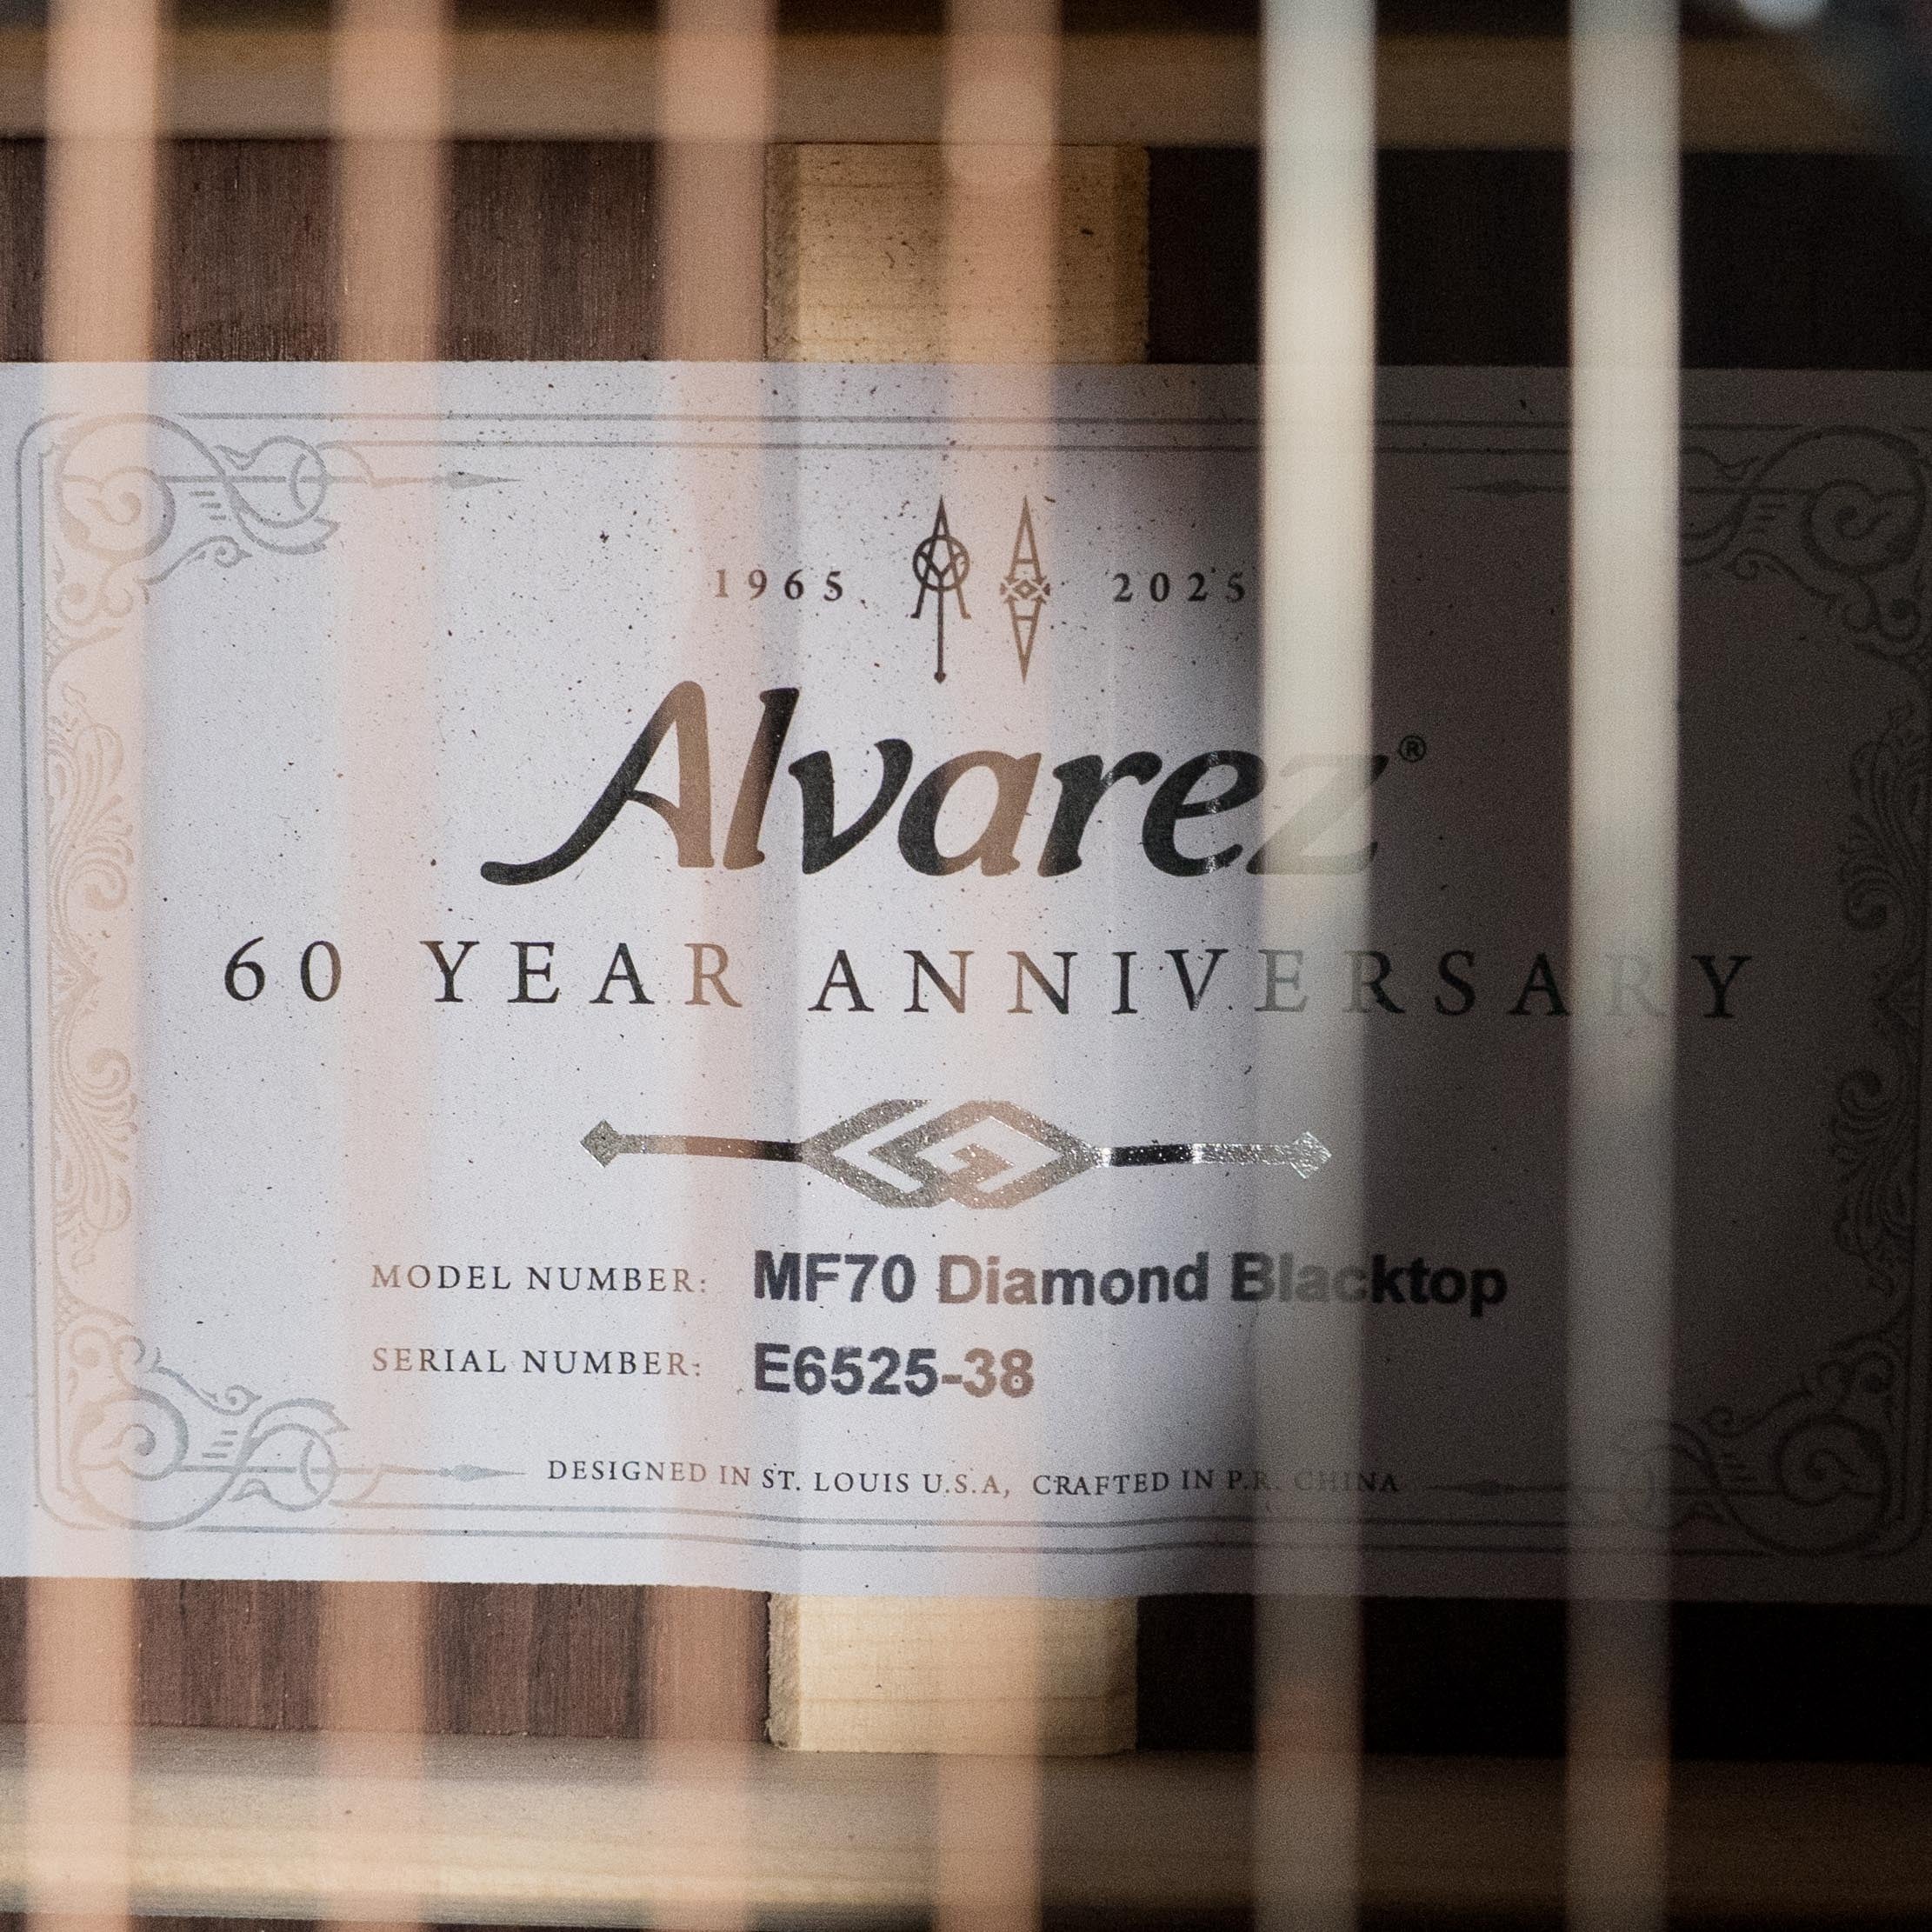 1965 2025
Alvarez®
60 YEAR ANNIVERSARY
MODEL NUMBER: MF70 Diamond Blacktop
SERIAL NUMBER: E6525-38
DESIGNED IN ST. LOUIS U.S.A, CRAFTED IN P.R. CHINA